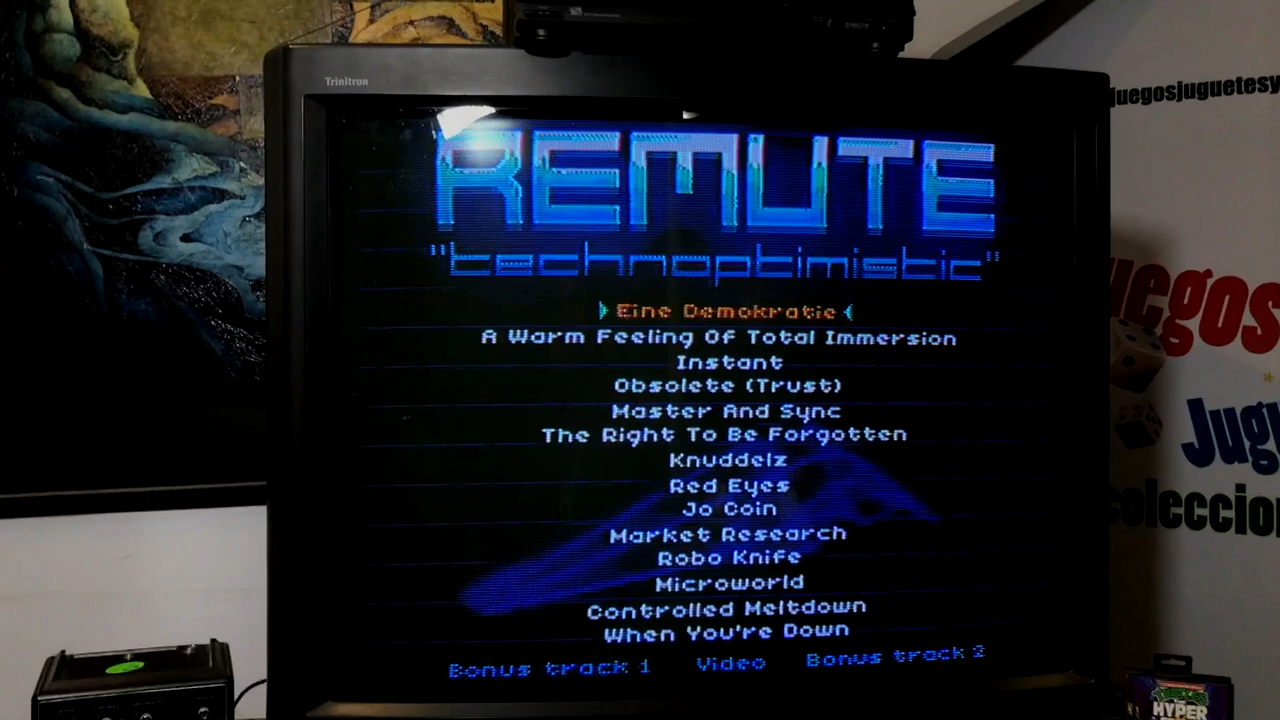 Trinitron
juegosjuguetesy
REMUTE
"technoptimistic"
Eine Demokratie
A Warm Feeling Of Total Immersion
Instant
Obsolete (Trust)
Master And Sync
The Right To Be Forgotten
Knuddelz
Red Eyes
Jo Coin
Market Research
Robo Knife
Microworld
Controlled Meltdown
When You're Down
Bonus track 1 Video Bonus track 2
juegos
Jugu
coleccion
HYPER